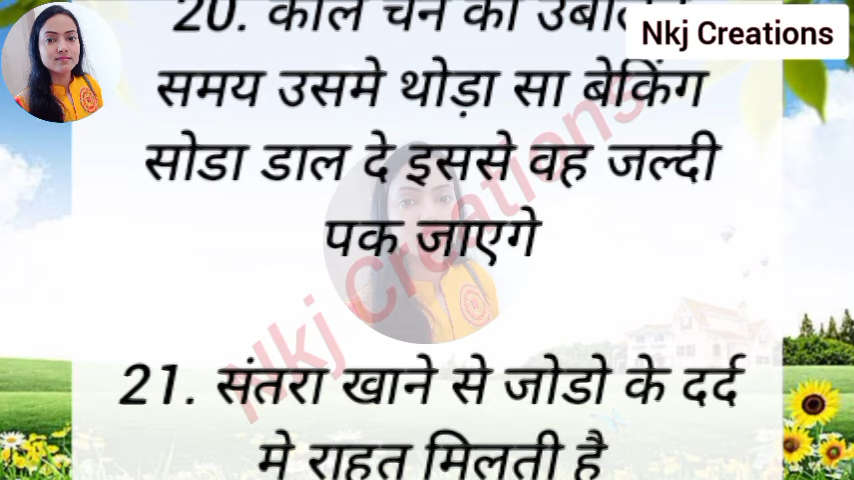 20. काले चने को
Nkj Creations
समय उसमे थोड़ा सा बेकिंग
सोडा डाल दे इससे वह जल्दी
पक जाएगे
Nkj Creations
21. संतरा खाने से जोडो के दर्द
मे राहत मिलती है